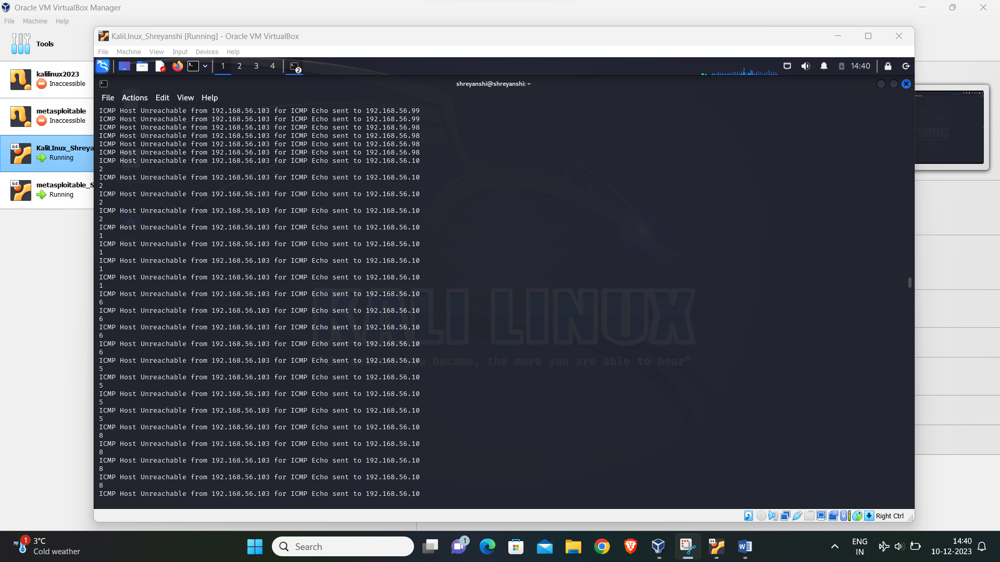 Oracle VM VirtualBox Manager
File Machine Help
Tools
kalilinux2023
Inaccessible
metasploitable
Inaccessible
64
KaliLInux_Shreya
Running
64
metasploitable_S
Running
KaliLInux_Shreyanshi [Running] - Oracle VM VirtualBox
File Machine View Input Devices Help
1 2 3 4 2 14:40
shreyanshi@shreyanshi: ~
File Actions Edit View Help
ICMP Host Unreachable from 192.168.56.103 for ICMP Echo sent to 192.168.56.99
ICMP Host Unreachable from 192.168.56.103 for ICMP Echo sent to 192.168.56.99
ICMP Host Unreachable from 192.168.56.103 for ICMP Echo sent to 192.168.56.98
ICMP Host Unreachable from 192.168.56.103 for ICMP Echo sent to 192.168.56.98
ICMP Host Unreachable from 192.168.56.103 for ICMP Echo sent to 192.168.56.98
ICMP Host Unreachable from 192.168.56.103 for ICMP Echo sent to 192.168.56.98
ICMP Host Unreachable from 192.168.56.103 for ICMP Echo sent to 192.168.56.10
2
ICMP Host Unreachable from 192.168.56.103 for ICMP Echo sent to 192.168.56.10
2
ICMP Host Unreachable from 192.168.56.103 for ICMP Echo sent to 192.168.56.10
2
ICMP Host Unreachable from 192.168.56.103 for ICMP Echo sent to 192.168.56.10
2
ICMP Host Unreachable from 192.168.56.103 for ICMP Echo sent to 192.168.56.10
1
ICMP Host Unreachable from 192.168.56.103 for ICMP Echo sent to 192.168.56.10
1
ICMP Host Unreachable from 192.168.56.103 for ICMP Echo sent to 192.168.56.10
1
ICMP Host Unreachable from 192.168.56.103 for ICMP Echo sent to 192.168.56.10
1
ICMP Host Unreachable from 192.168.56.103 for ICMP Echo sent to 192.168.56.10
6
ICMP Host Unreachable from 192.168.56.103 for ICMP Echo sent to 192.168.56.10
6
ICMP Host Unreachable from 192.168.56.103 for ICMP Echo sent to 192.168.56.10
6
ICMP Host Unreachable from 192.168.56.103 for ICMP Echo sent to 192.168.56.10
6
ICMP Host Unreachable from 192.168.56.103 for ICMP Echo sent to 192.168.56.10
5
ICMP Host Unreachable from 192.168.56.103 for ICMP Echo sent to 192.168.56.10
5
ICMP Host Unreachable from 192.168.56.103 for ICMP Echo sent to 192.168.56.10
5
ICMP Host Unreachable from 192.168.56.103 for ICMP Echo sent to 192.168.56.10
5
ICMP Host Unreachable from 192.168.56.103 for ICMP Echo sent to 192.168.56.10
8
ICMP Host Unreachable from 192.168.56.103 for ICMP Echo sent to 192.168.56.10
8
ICMP Host Unreachable from 192.168.56.103 for ICMP Echo sent to 192.168.56.10
8
ICMP Host Unreachable from 192.168.56.103 for ICMP Echo sent to 192.168.56.10
8
ICMP Host Unreachable from 192.168.56.103 for ICMP Echo sent to 192.168.56.10
KALI LINUX
become, the more you are able to hear"
Right Ctrl
1
3°C
Cold weather
Search
1
ENG
IN
14:40
10-12-2023